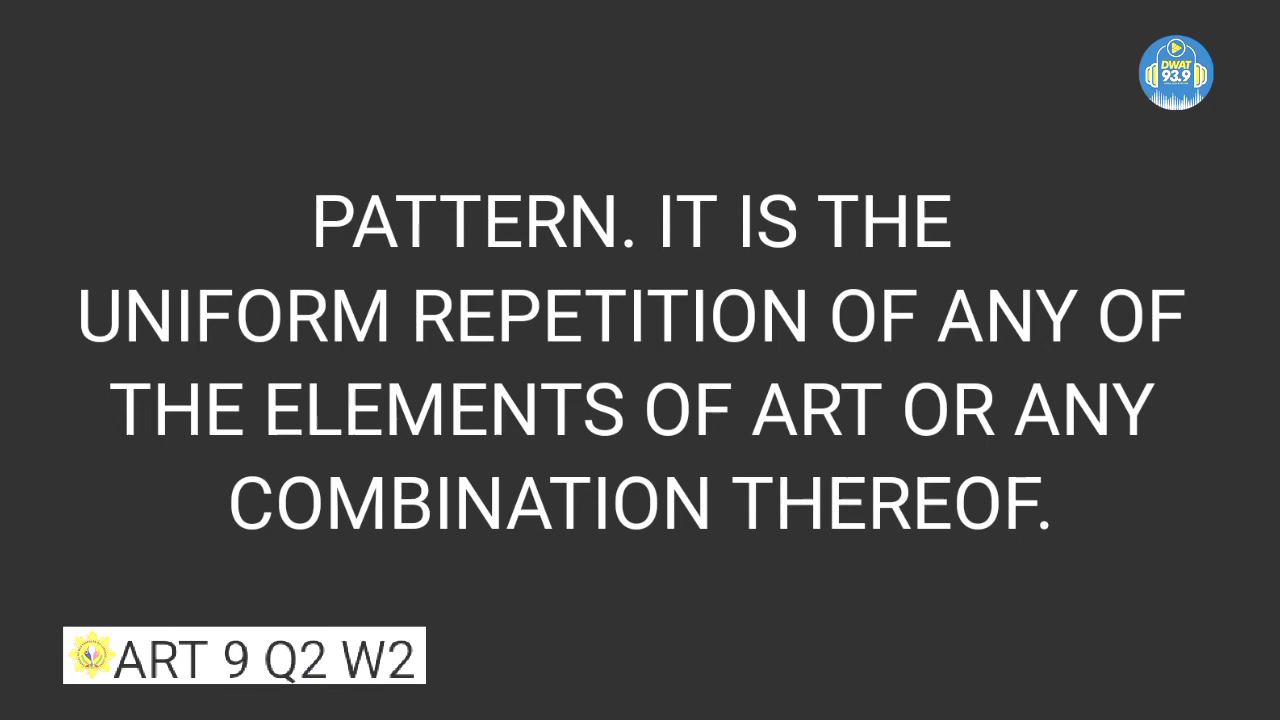 DWAT
93.9
PATTERN. IT IS THE
UNIFORM REPETITION OF ANY OF
THE ELEMENTS OF ART OR ANY
COMBINATION THEREOF.
ART 9 Q2 W2